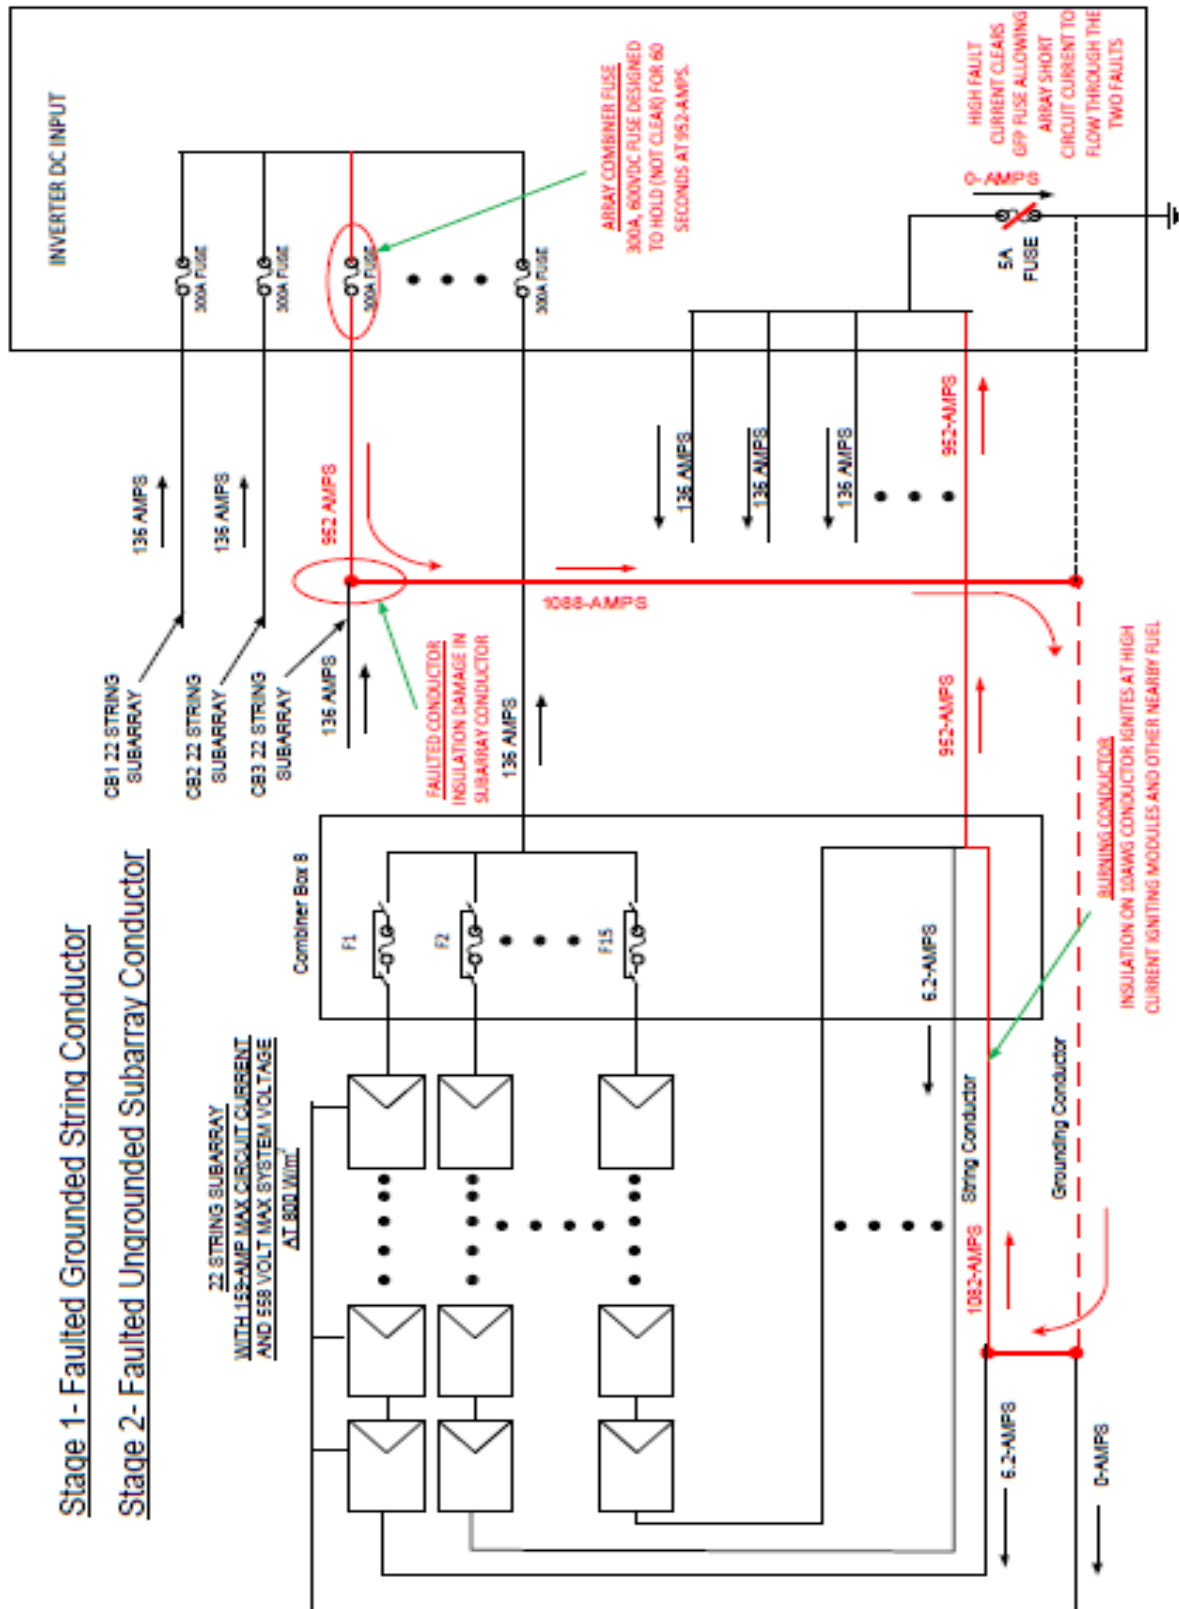 Stage 1- Faulted Grounded String Conductor
Stage 2- Faulted Ungrounded Subarray Conductor
INVERTER DC INPUT
300A FUSE
300A FUSE
300A FUSE
300A FUSE
ARRAY COMBINER FUSE
300A, 600VDC FUSE DESIGNED
TO HOLD (NOT CLEAR) FOR 60
SECONDS AT 952-AMPS.
HIGH FAULT
CURRENT CLEARS
GFP FUSE ALLOWING
ARRAY SHORT
CIRCUIT CURRENT TO
FLOW THROUGH THE
TWO FAULTS
0-AMPS
5A
FUSE
136 AMPS
136 AMPS
952 AMPS
136 AMPS
136 AMPS
136 AMPS
952-AMPS
1088-AMPS
CB1 22 STRING
SUBARRAY
CB2 22 STRING
SUBARRAY
CB3 22 STRING
SUBARRAY
136 AMPS
FAULTED CONDUCTOR
INSULATION DAMAGE IN
SUBARRAY CONDUCTOR
136 AMPS
952-AMPS
BURNING CONDUCTOR
INSULATION ON 10AWG CONDUCTOR IGNITES AT HIGH
CURRENT IGNITING MODULES AND OTHER NEARBY FUEL
Combiner Box 8
F1
F2
F15
6.2-AMPS
22 STRING SUBARRAY
WITH 159-AMP MAX CIRCUIT CURRENT
AND 558 VOLT MAX SYSTEM VOLTAGE
AT 800 W/m²
String Conductor
Grounding Conductor
1082-AMPS
6.2-AMPS
0-AMPS